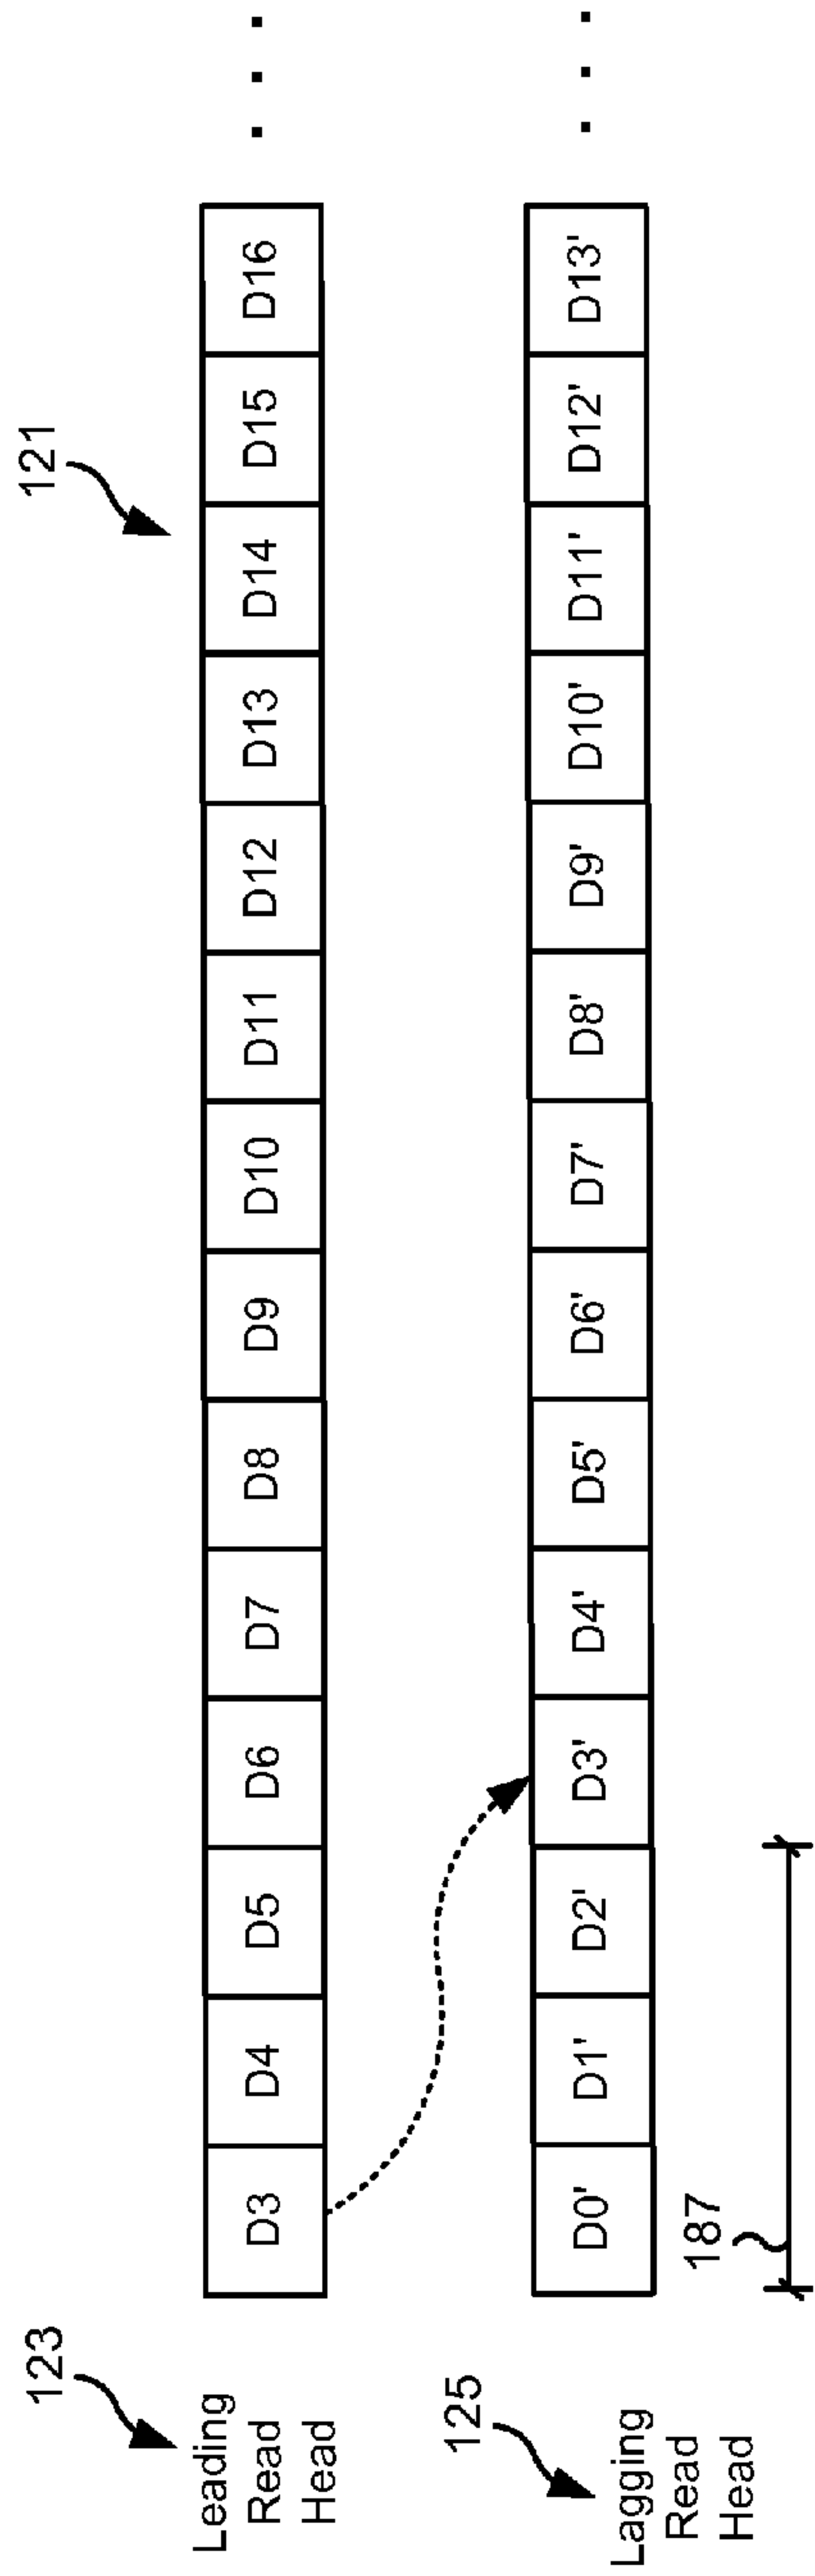 121
123
Leading
Read
Head
D3 D4 D5 D6 D7 D8 D9 D10 D11 D12 D13 D14 D15 D16 . . .
125
Lagging
Read
Head
D0' D1' D2' D3' D4' D5' D6' D7' D8' D9' D10' D11' D12' D13' . . .
187